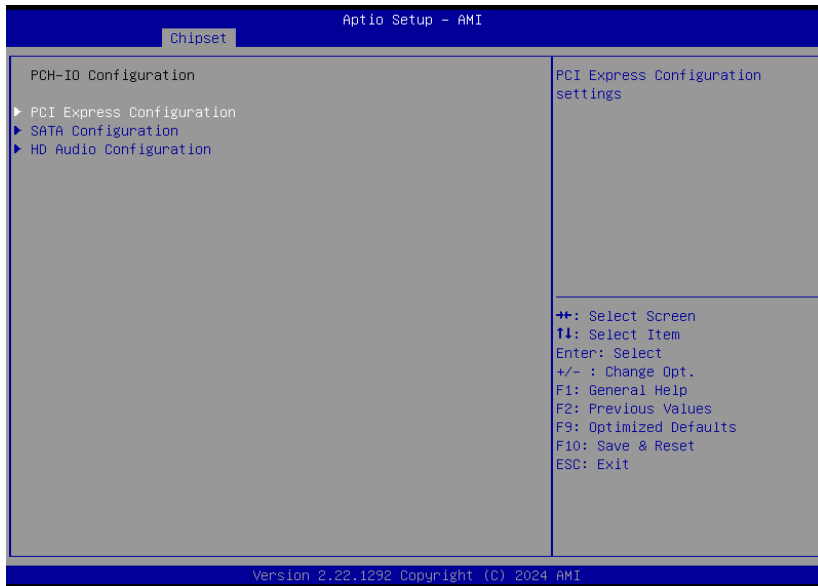 Aptio Setup – AMI
Chipset
PCH-IO Configuration
PCI Express Configuration
SATA Configuration
HD Audio Configuration
PCI Express Configuration
settings
→←: Select Screen
↑↓: Select Item
Enter: Select
+/- : Change Opt.
F1: General Help
F2: Previous Values
F9: Optimized Defaults
F10: Save & Reset
ESC: Exit
Version 2.22.1292 Copyright (C) 2024 AMI